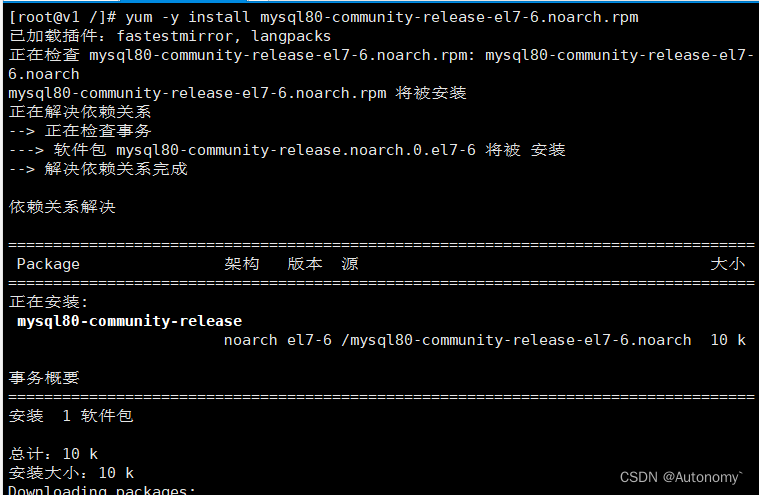 [root@v1 /]# yum -y install mysql80-community-release-el7-6.noarch.rpm
已加载插件：fastestmirror, langpacks
正在检查 mysql80-community-release-el7-6.noarch.rpm: mysql80-community-release-el7-
6.noarch
mysql80-community-release-el7-6.noarch.rpm 将被安装
正在解决依赖关系
--> 正在检查事务
---> 软件包 mysql80-community-release.noarch.0.el7-6 将被 安装
--> 解决依赖关系完成
依赖关系解决
================================================================================
Package 架构 版本 源 大小
================================================================================
正在安装:
mysql80-community-release
noarch el7-6 /mysql80-community-release-el7-6.noarch 10 k
事务概要
================================================================================
安装 1 软件包
总计：10 k
安装大小：10 k
Downloading packages:
CSDN @Autonomy`